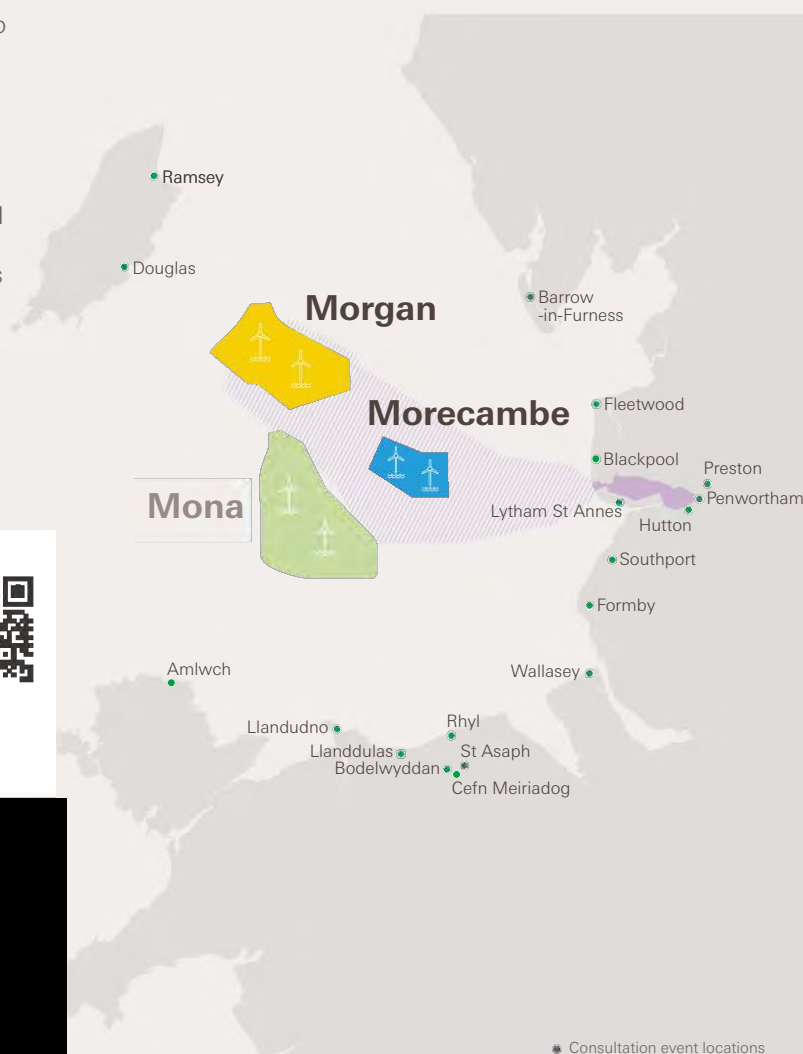 Ramsey
Douglas
Morgan
Barrow
-in-Furness
Morecambe
Fleetwood
Blackpool
Preston
Mona
Lytham St Annes
Penwortham
Hutton
Southport
Formby
Amlwch
Wallasey
Llandudno
Rhyl
Llanddulas
St Asaph
Bodelwyddan
Cefn Meiriadog
Consultation event locations